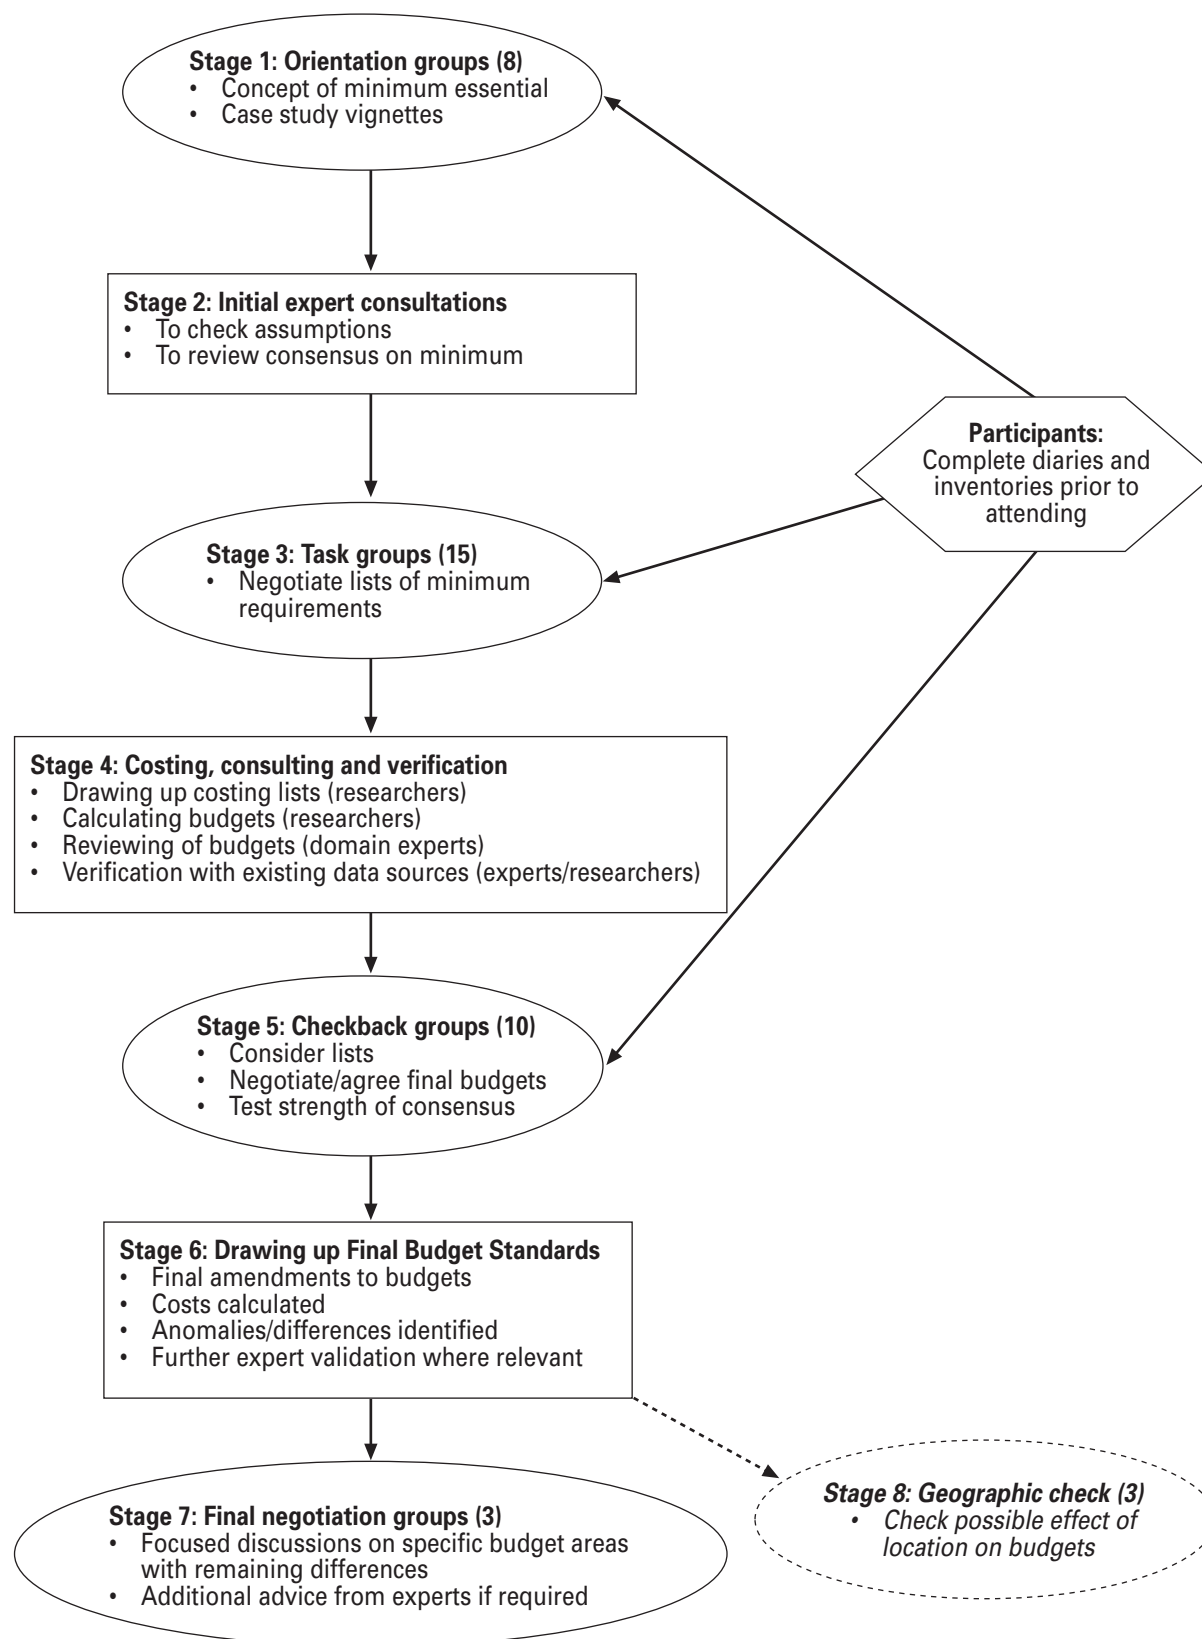 Stage 1: Orientation groups (8)
• Concept of minimum essential
• Case study vignettes
Stage 2: Initial expert consultations
• To check assumptions
• To review consensus on minimum
Participants:
Complete diaries and
inventories prior to
attending
Stage 3: Task groups (15)
• Negotiate lists of minimum
requirements
Stage 4: Costing, consulting and verification
• Drawing up costing lists (researchers)
• Calculating budgets (researchers)
• Reviewing of budgets (domain experts)
• Verification with existing data sources (experts/researchers)
Stage 5: Checkback groups (10)
• Consider lists
• Negotiate/agree final budgets
• Test strength of consensus
Stage 6: Drawing up Final Budget Standards
• Final amendments to budgets
• Costs calculated
• Anomalies/differences identified
• Further expert validation where relevant
Stage 7: Final negotiation groups (3)
• Focused discussions on specific budget areas
with remaining differences
• Additional advice from experts if required
Stage 8: Geographic check (3)
• Check possible effect of
location on budgets